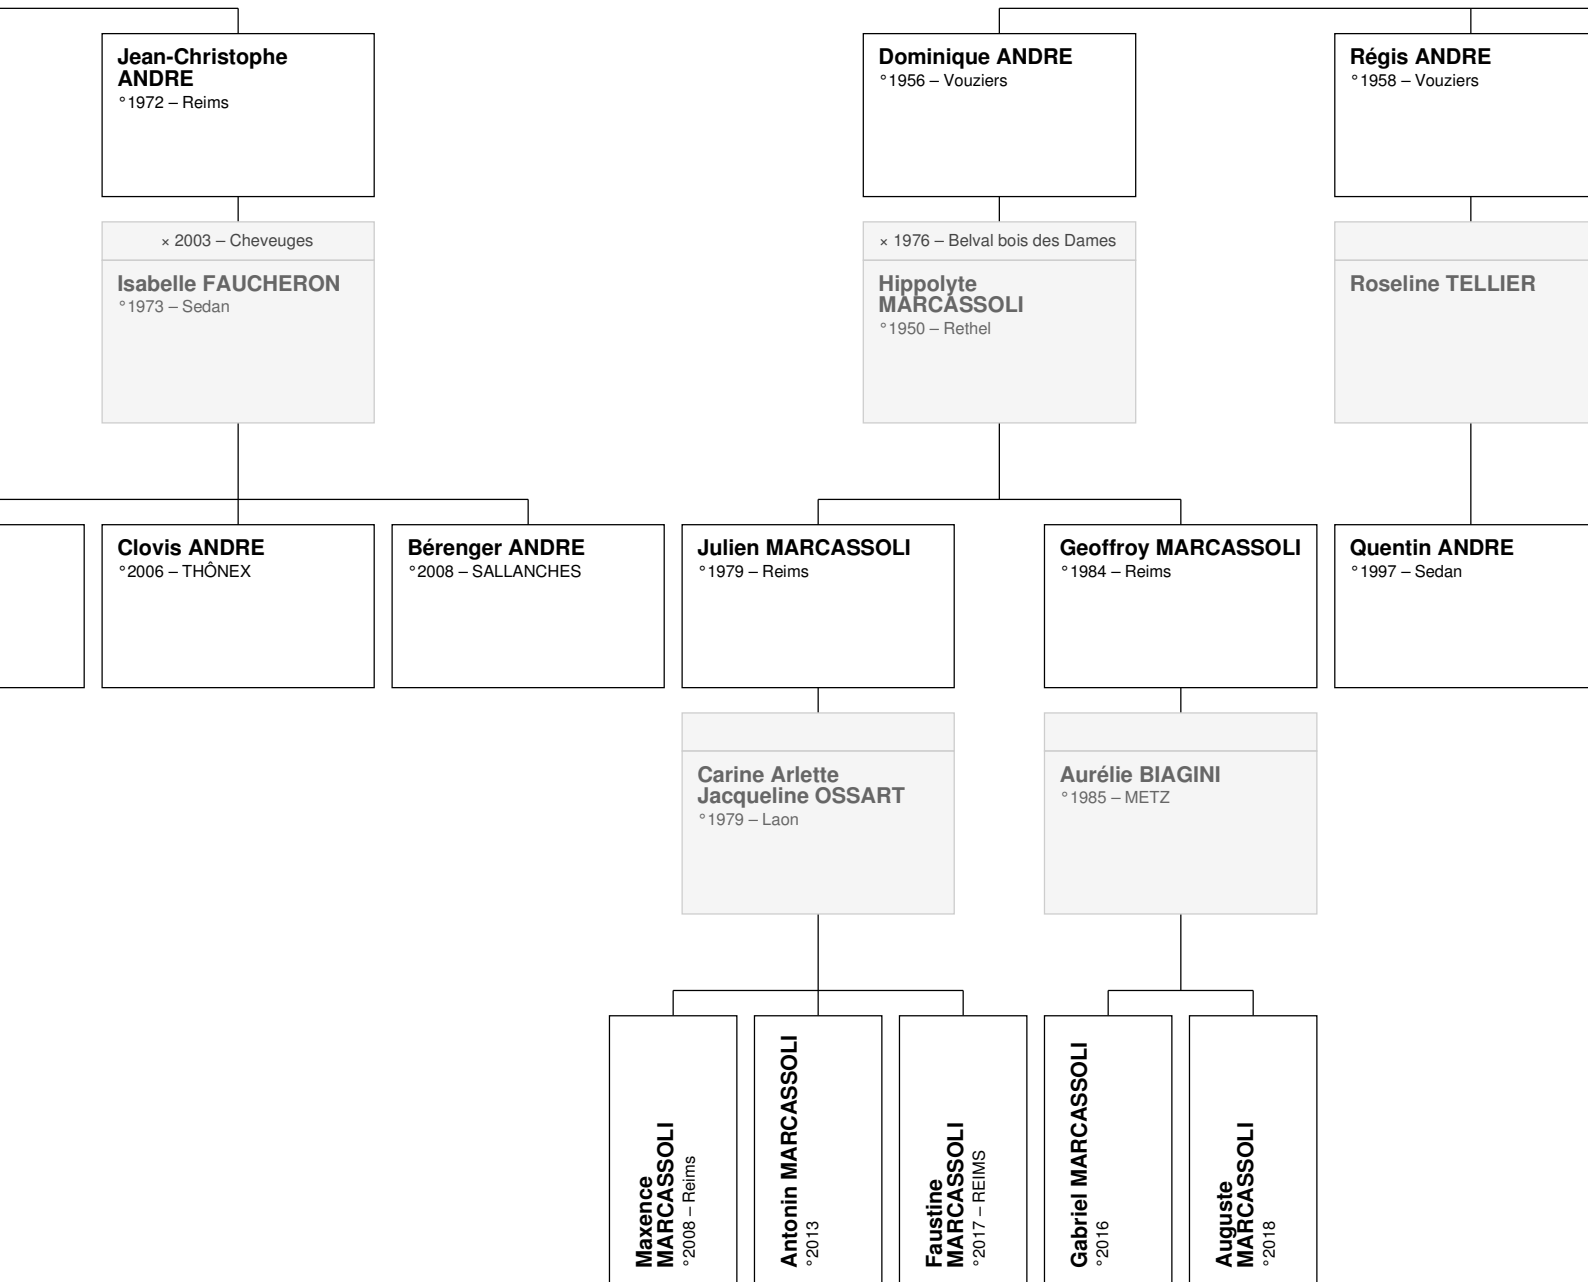 Jean-Christophe
ANDRE
°1972 – Reims
Dominique ANDRE
°1956 – Vouziers
Régis ANDRE
°1958 – Vouziers
× 2003 – Cheveuges
Isabelle FAUCHERON
°1973 – Sedan
× 1976 – Belval bois des Dames
Hippolyte
MARCASSOLI
°1950 – Rethel
Roseline TELLIER
Clovis ANDRE
°2006 – THÔNEX
Bérenger ANDRE
°2008 – SALLANCHES
Julien MARCASSOLI
°1979 – Reims
Geoffroy MARCASSOLI
°1984 – Reims
Quentin ANDRE
°1997 – Sedan
Carine Arlette
Jacqueline OSSART
°1979 – Laon
Aurélie BIAGINI
°1985 – METZ
Maxence
MARCASSOLI
°2008 – Reims
Antonin MARCASSOLI
°2013
Faustine
MARCASSOLI
°2017 – REIMS
Gabriel MARCASSOLI
°2016
Auguste
MARCASSOLI
°2018